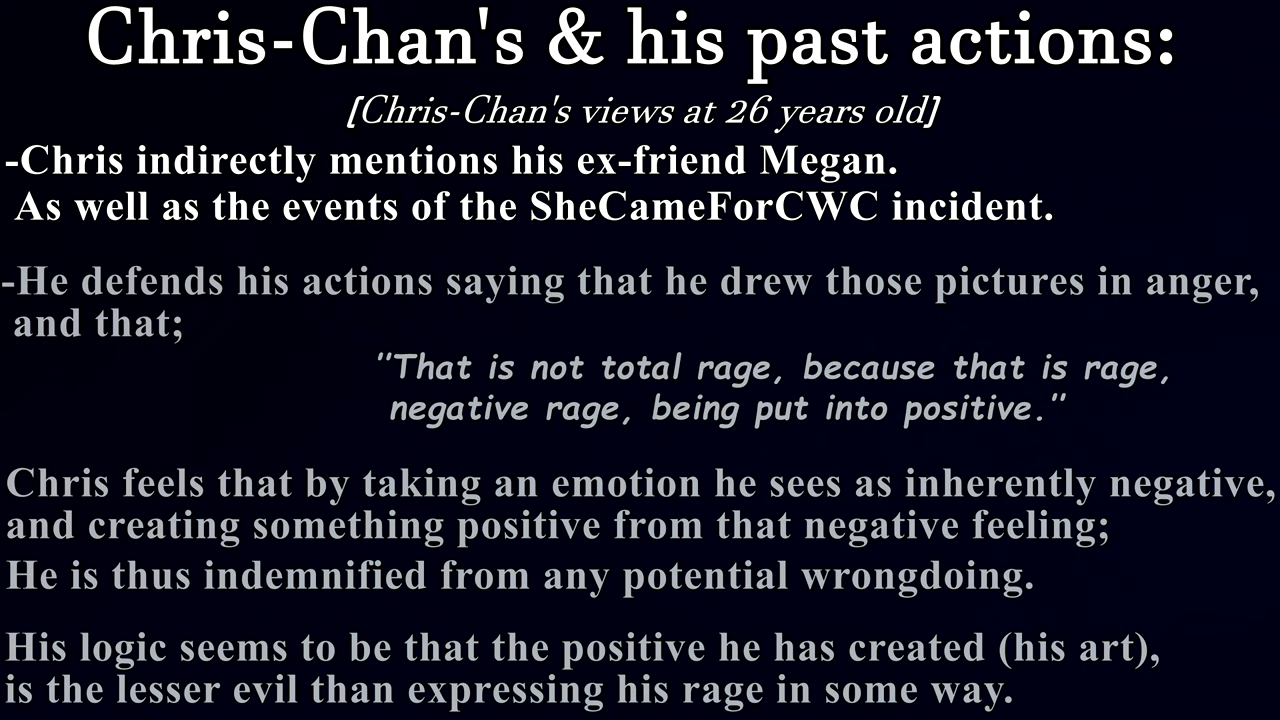 Chris-Chan's & his past actions:
[Chris-Chan's views at 26 years old]
-Chris indirectly mentions his ex-friend Megan.
As well as the events of the SheCameForCWC incident.
-He defends his actions saying that he drew those pictures in anger,
and that;
"That is not total rage, because that is rage,
negative rage, being put into positive."
Chris feels that by taking an emotion he sees as inherently negative,
and creating something positive from that negative feeling;
He is thus indemnified from any potential wrongdoing.
His logic seems to be that the positive he has created (his art),
is the lesser evil than expressing his rage in some way.